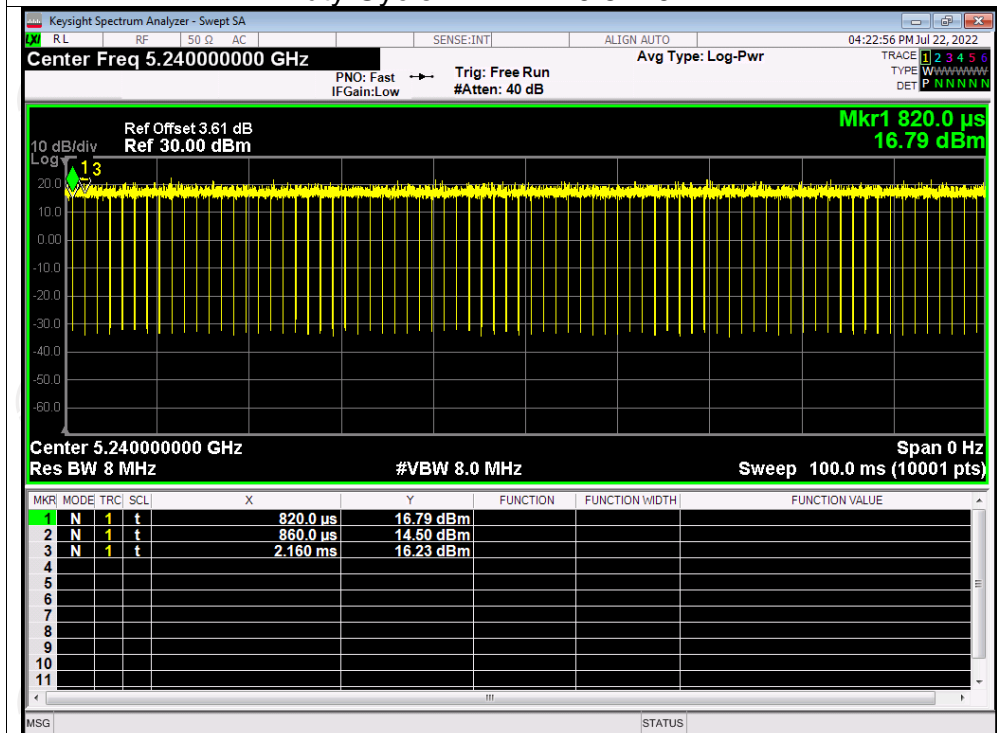 Keysight Spectrum Analyzer - Swept SA
LXI RL RF 50 Ω AC SENSE:INT ALIGN AUTO 04:22:56 PM Jul 22, 2022
Center Freq 5.240000000 GHz Avg Type: Log-Pwr TRACE 1 2 3 4 5 6
PNO: Fast Trig: Free Run TYPE WWWWWW
IFGain:Low #Atten: 40 dB DET P N N N N N
Mkr1 820.0 µs
Ref Offset 3.61 dB
10 dB/div Ref 30.00 dBm 16.79 dBm
Log
1 3
20.0
10.0
0.00
-10.0
-20.0
-30.0
-40.0
-50.0
-60.0
Center 5.240000000 GHz Span 0 Hz
Res BW 8 MHz #VBW 8.0 MHz Sweep 100.0 ms (10001 pts)
MKR MODE TRC SCL X Y FUNCTION FUNCTION WIDTH FUNCTION VALUE
1 N 1 t 820.0 µs 16.79 dBm
2 N 1 t 860.0 µs 14.50 dBm
3 N 1 t 2.160 ms 16.23 dBm
4
5
6
7
8
9
10
11
MSG STATUS